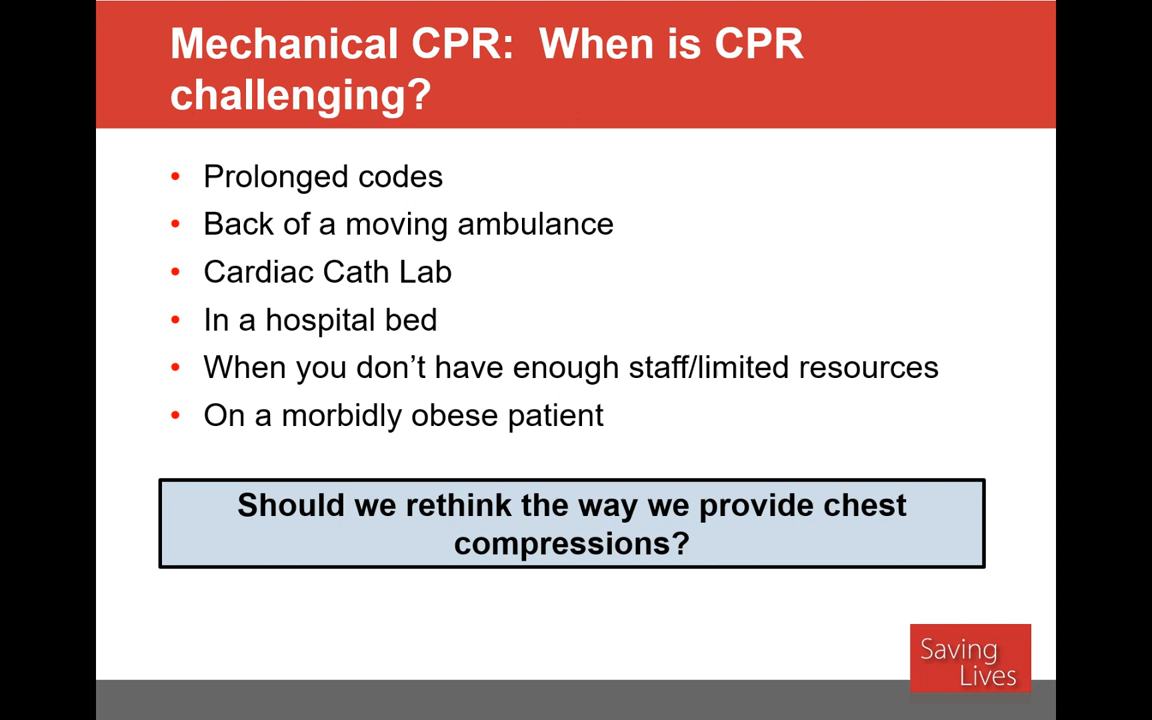 Mechanical CPR:  When is CPR
challenging?
• Prolonged codes
• Back of a moving ambulance
• Cardiac Cath Lab
• In a hospital bed
• When you don’t have enough staff/limited resources
• On a morbidly obese patient
Should we rethink the way we provide chest
compressions?
Saving
Lives